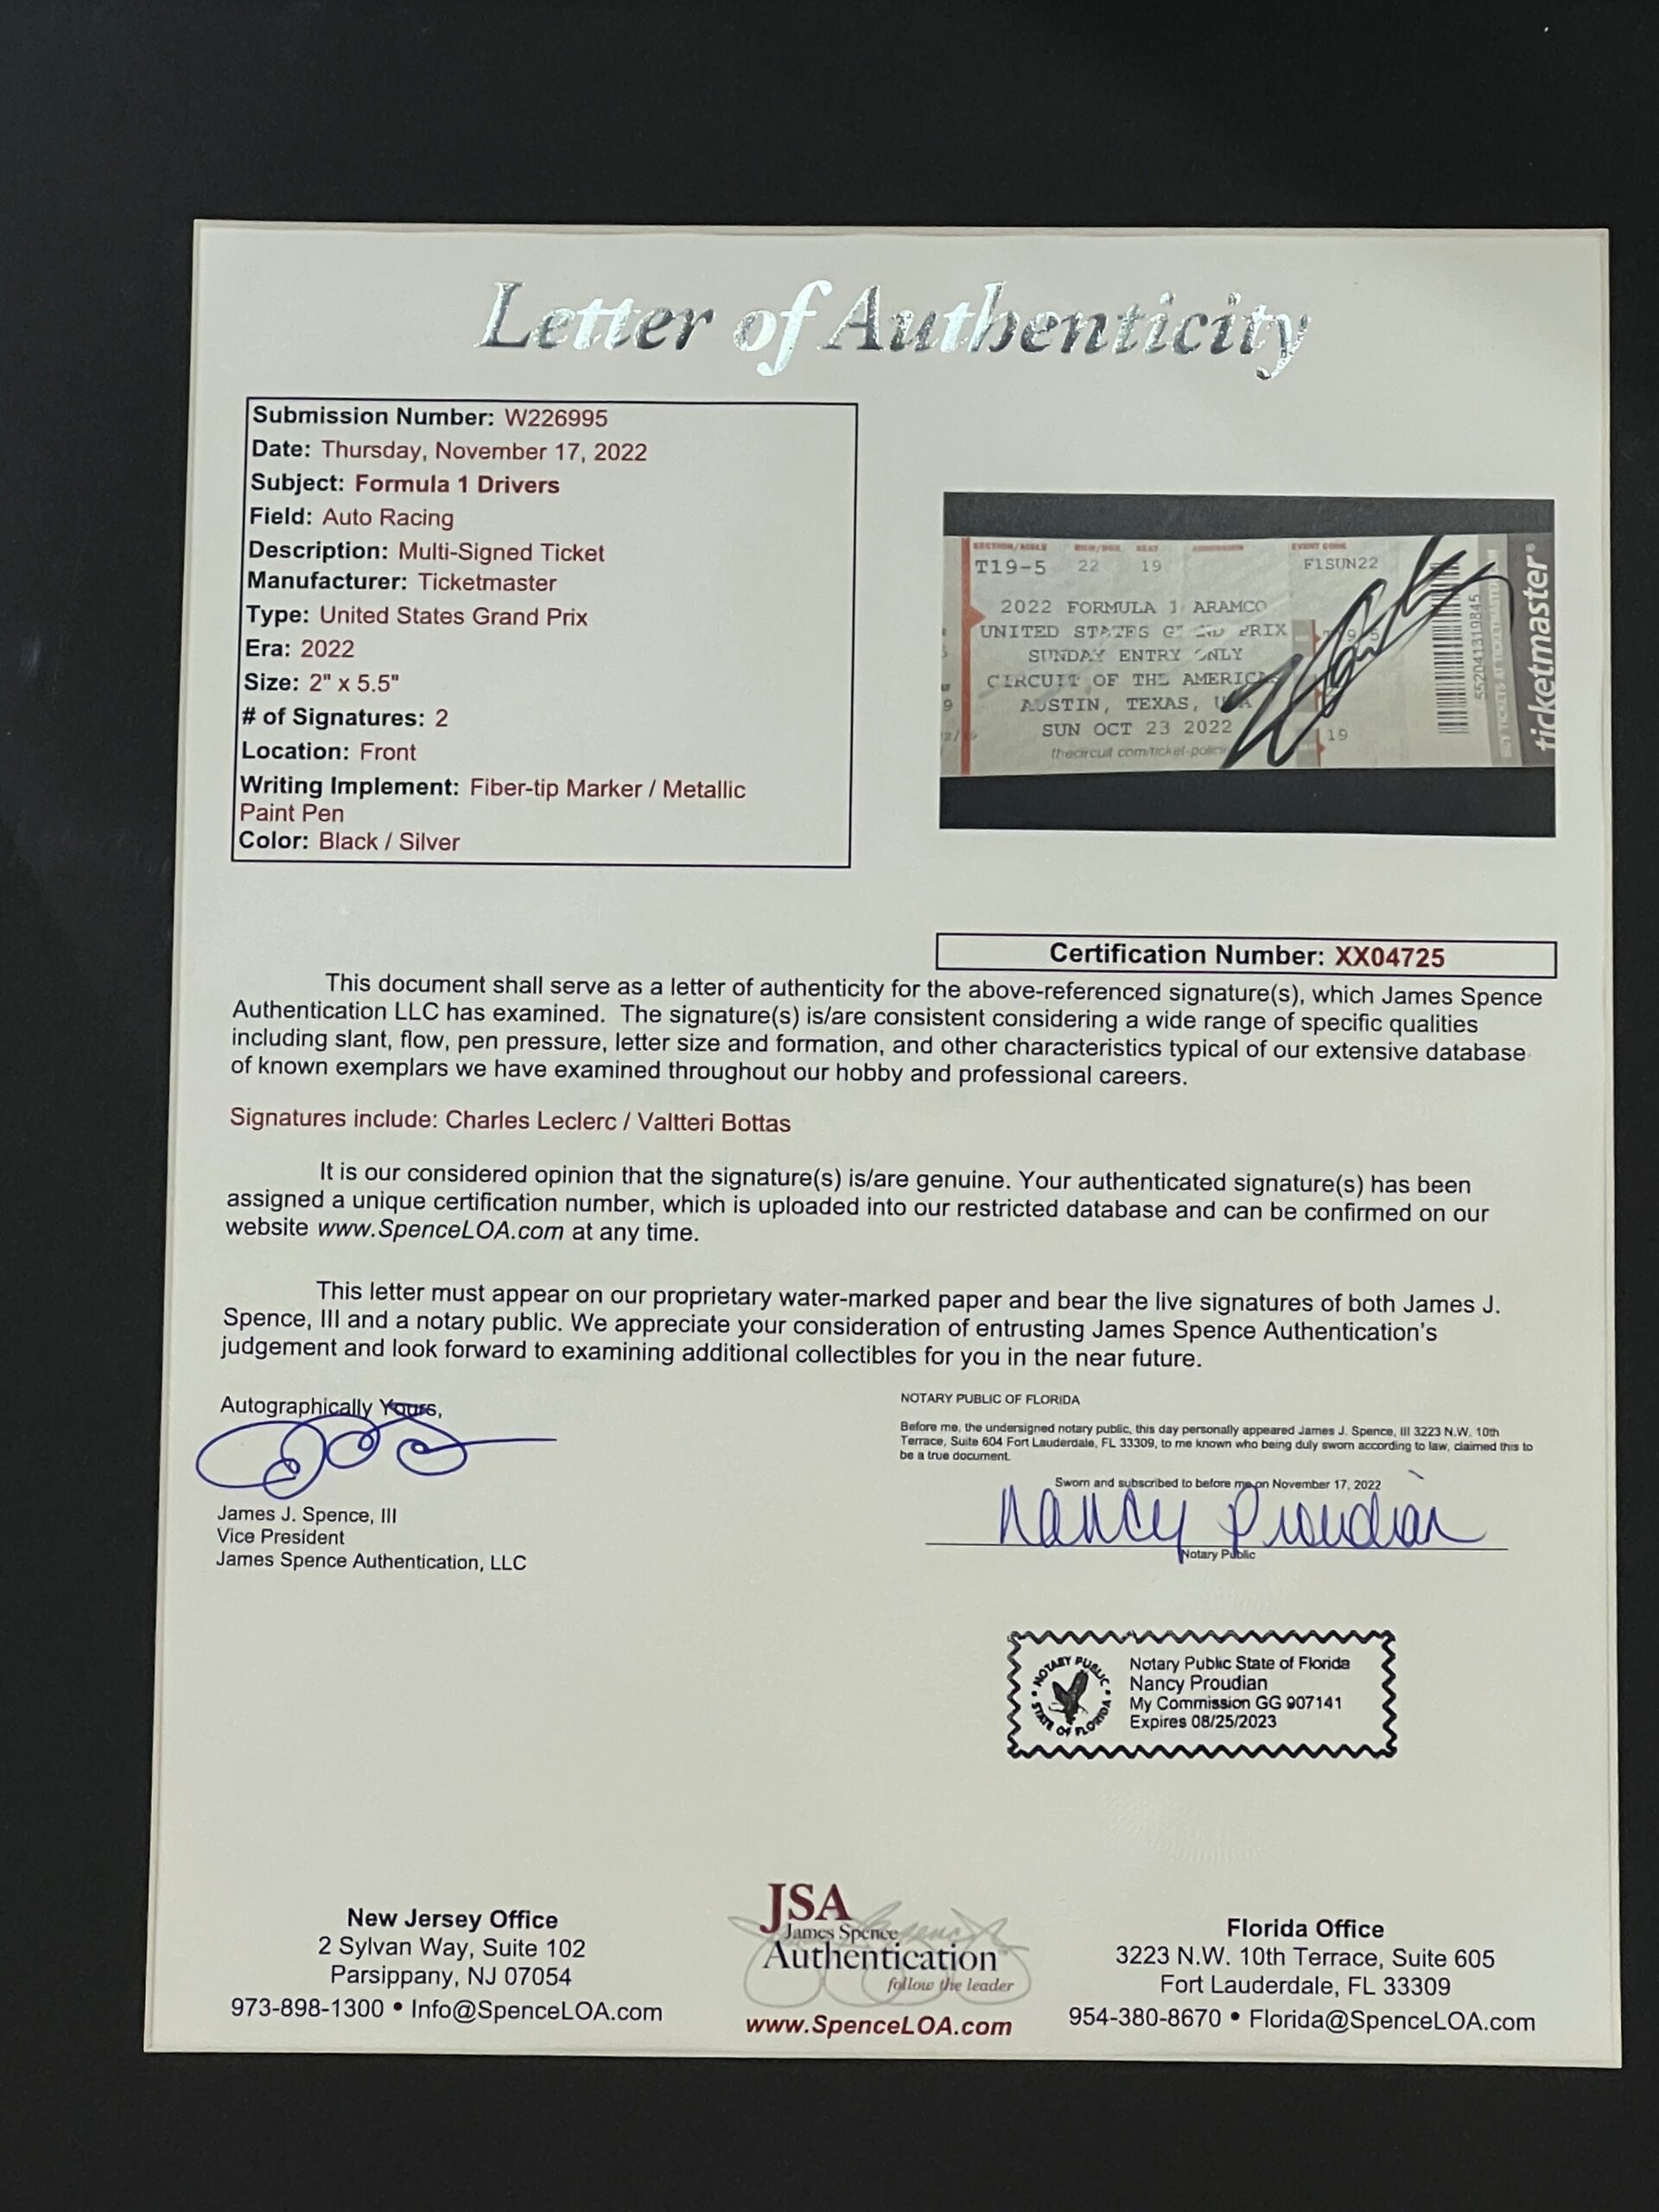 Letter of Authenticity
Submission Number: W226995
Date: Thursday, November 17, 2022
Subject: Formula 1 Drivers
Field: Auto Racing
Description: Multi-Signed Ticket
Manufacturer: Ticketmaster
Type: United States Grand Prix
Era: 2022
Size: 2" x 5.5"
# of Signatures: 2
Location: Front
Writing Implement: Fiber-tip Marker / Metallic
Paint Pen
Color: Black / Silver
SECTION/AISLE SEAT EVENT CODE
T19-5 22 19 F1SUN22
2022 FORMULA 1 ARAMCO
UNITED STATES GRAND PRIX
SUNDAY ENTRY ONLY
CIRCUIT OF THE AMERICAS
AUSTIN, TEXAS, USA
SUN OCT 23 2022
19
552041319845
ticketmaster®
Certification Number: XX04725
This document shall serve as a letter of authenticity for the above-referenced signature(s), which James Spence
Authentication LLC has examined. The signature(s) is/are consistent considering a wide range of specific qualities
including slant, flow, pen pressure, letter size and formation, and other characteristics typical of our extensive database
of known exemplars we have examined throughout our hobby and professional careers.
Signatures include: Charles Leclerc / Valtteri Bottas
It is our considered opinion that the signature(s) is/are genuine. Your authenticated signature(s) has been
assigned a unique certification number, which is uploaded into our restricted database and can be confirmed on our
website www.SpenceLOA.com at any time.
This letter must appear on our proprietary water-marked paper and bear the live signatures of both James J.
Spence, III and a notary public. We appreciate your consideration of entrusting James Spence Authentication's
judgement and look forward to examining additional collectibles for you in the near future.
Autographically Yours,
James J. Spence, III
Vice President
James Spence Authentication, LLC
NOTARY PUBLIC OF FLORIDA
Before me, the undersigned notary public, this day personally appeared James J. Spence, III 3223 N.W. 10th
Terrace, Suite 604 Fort Lauderdale, FL 33309, to me known who being duly sworn according to law, claimed this to
be a true document.
Sworn and subscribed to before me on November 17, 2022
Nancy Proudian
Notary Public
NOTARY PUBLIC
STATE OF FLORIDA
Notary Public State of Florida
Nancy Proudian
My Commission GG 907141
Expires 08/25/2023
New Jersey Office
2 Sylvan Way, Suite 102
Parsippany, NJ 07054
973-898-1300 • Info@SpenceLOA.com
JSA
James Spence
Authentication
follow the leader
www.SpenceLOA.com
Florida Office
3223 N.W. 10th Terrace, Suite 605
Fort Lauderdale, FL 33309
954-380-8670 • Florida@SpenceLOA.com